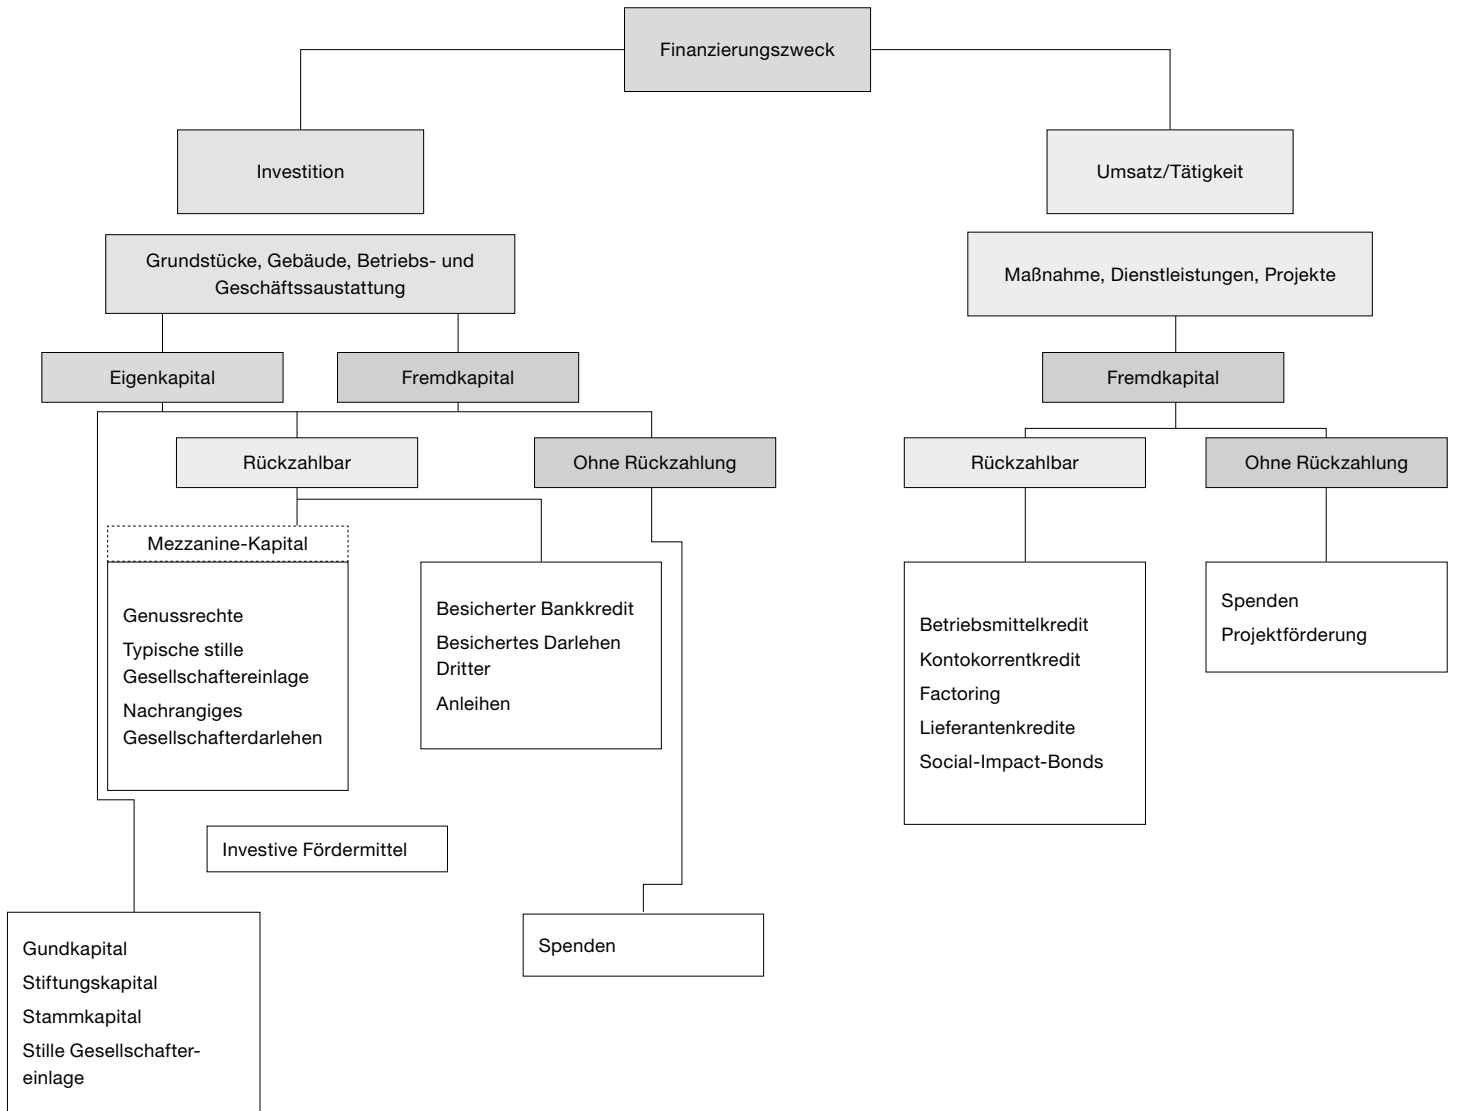 Finanzierungszweck
Investition
Umsatz/Tätigkeit
Grundstücke, Gebäude, Betriebs- und
Geschäftssaustattung
Maßnahme, Dienstleistungen, Projekte
Eigenkapital
Fremdkapital
Fremdkapital
Rückzahlbar
Ohne Rückzahlung
Rückzahlbar
Ohne Rückzahlung
Mezzanine-Kapital
Genussrechte
Typische stille
Gesellschaftereinlage
Nachrangiges
Gesellschafterdarlehen
Besicherter Bankkredit
Besichertes Darlehen
Dritter
Anleihen
Betriebsmittelkredit
Kontokorrentkredit
Factoring
Lieferantenkredite
Social-Impact-Bonds
Spenden
Projektförderung
Investive Fördermittel
Gundkapital
Stiftungskapital
Stammkapital
Stille Gesellschafter-
einlage
Spenden